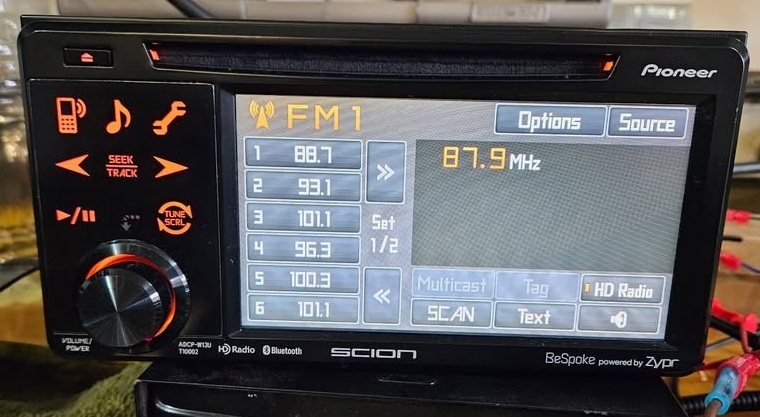 Pioneer
FM 1
Options
Source
1 88.7
2 93.1
3 101.1
4 96.3
5 100.3
6 101.1
Set
1/2
87.9 MHz
Multicast
Tag
HD Radio
SCAN
Text
SEEK
TRACK
TUNE
SCRL
VOLUME/
POWER
ADCP-W13U
T10002
HD Radio
Bluetooth
SCION
BeSpoke powered by Zypr